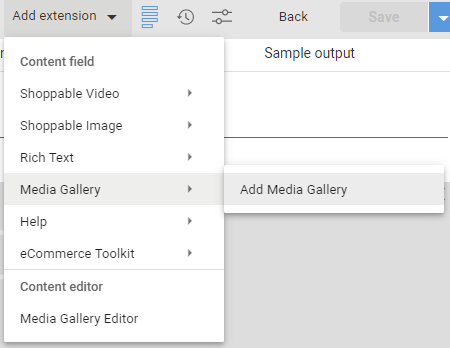 Add extension
Back
Save
Sample output
Content field
Shoppable Video
Shoppable Image
Rich Text
Media Gallery
Add Media Gallery
Help
eCommerce Toolkit
Content editor
Media Gallery Editor